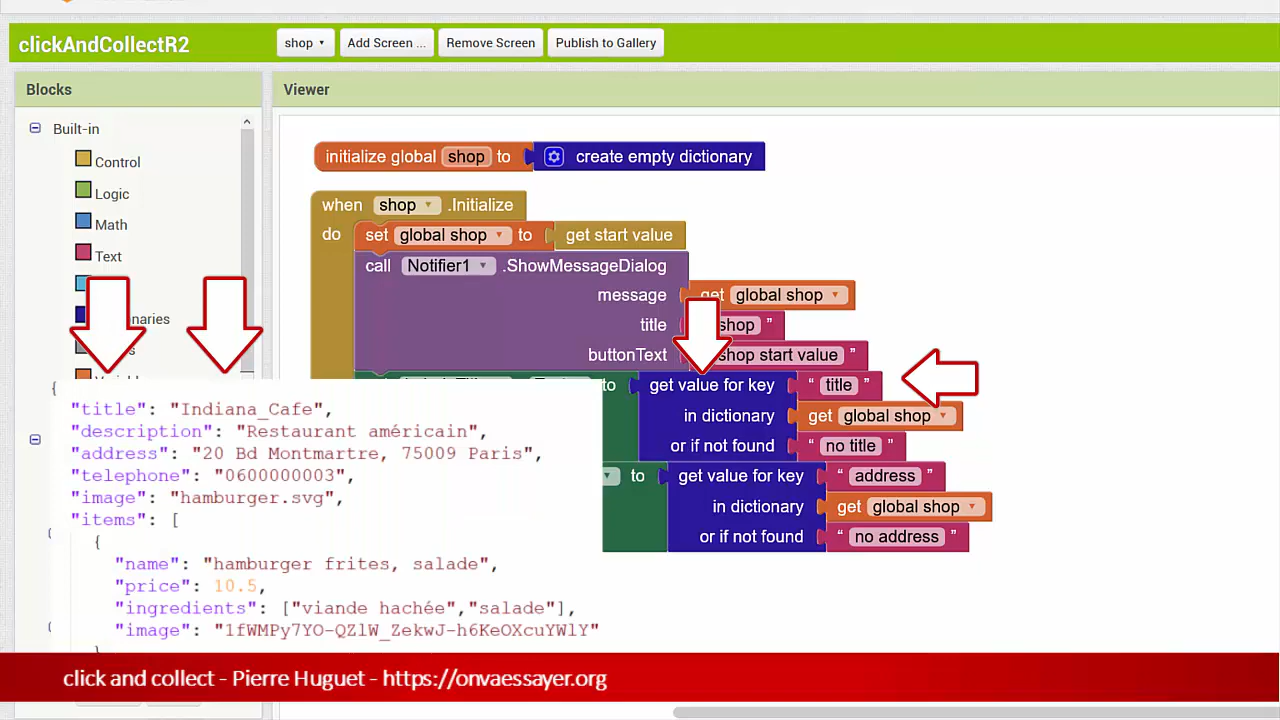 clickAndCollectR2
shop
Add Screen ...
Remove Screen
Publish to Gallery
Blocks
Viewer
Built-in
Control
Logic
Math
Text
initialize global shop to
create empty dictionary
when shop .Initialize
do
set global shop to
get start value
call Notifier1 .ShowMessageDialog
message
get global shop
title
shop ”
buttonText
shop start value ”
to
get value for key
“ title ”
in dictionary
get global shop
or if not found
“ no title ”
to
get value for key
“ address ”
in dictionary
get global shop
or if not found
“ no address ”
{
"title": "Indiana_Cafe",
"description": "Restaurant américain",
"address": "20 Bd Montmartre, 75009 Paris",
"telephone": "0600000003",
"image": "hamburger.svg",
"items": [
{
"name": "hamburger frites, salade",
"price": 10.5,
"ingredients": ["viande hachée","salade"],
"image": "1fWMPy7YO-QZlW_ZekwJ-h6KeOXcuYWlY"
click and collect - Pierre Huguet - https://onvaessayer.org